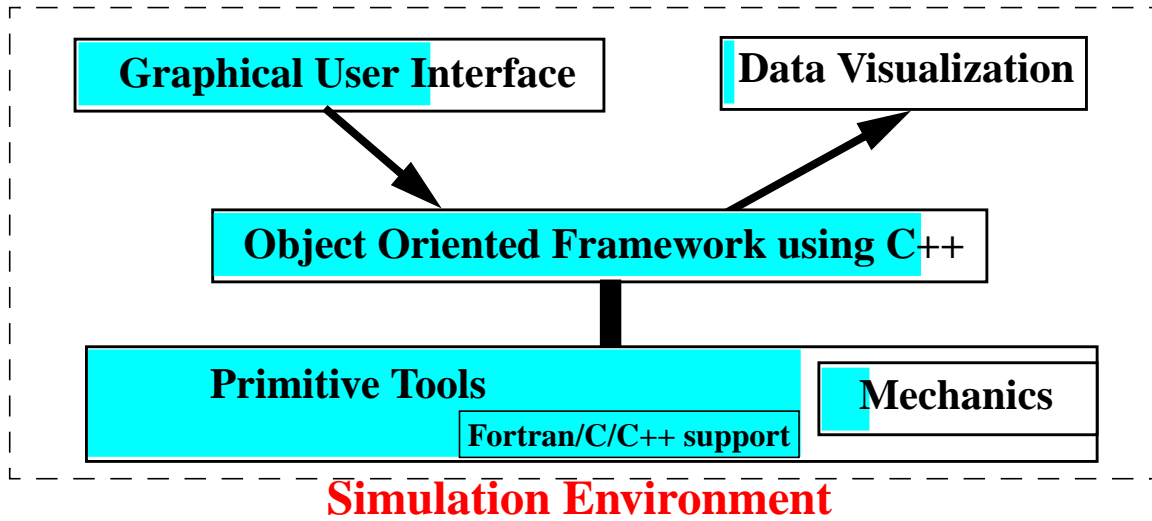 Graphical User Interface
Data Visualization
Object Oriented Framework using C++
Primitive Tools
Mechanics
Fortran/C/C++ support
Simulation Environment